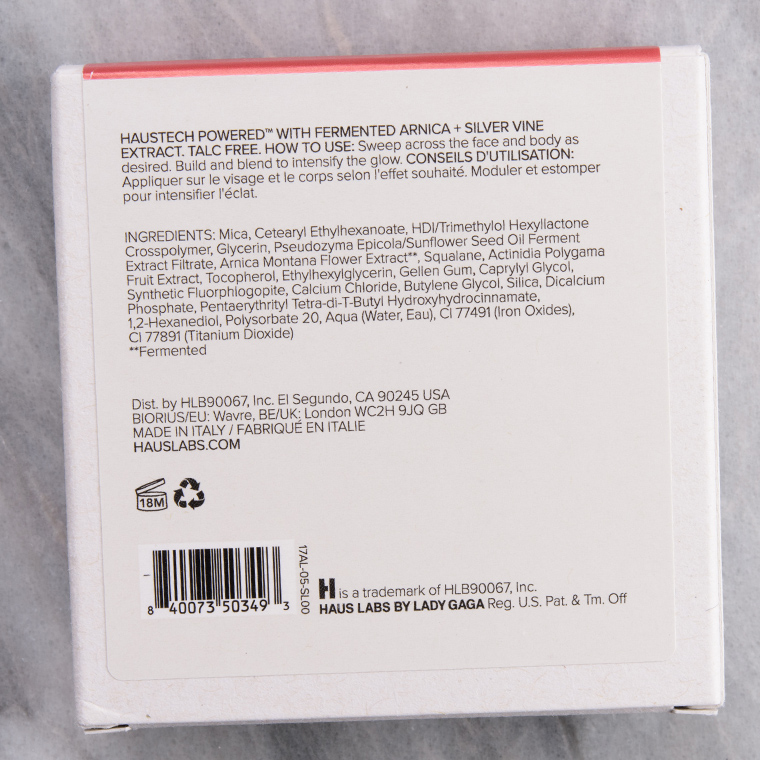 HAUSTECH POWERED™ WITH FERMENTED ARNICA + SILVER VINE
EXTRACT. TALC FREE. HOW TO USE: Sweep across the face and body as
desired. Build and blend to intensify the glow. CONSEILS D'UTILISATION:
Appliquer sur le visage et le corps selon l'effet souhaité. Moduler et estomper
pour intensifier l'éclat.
INGREDIENTS: Mica, Cetearyl Ethylhexanoate, HDI/Trimethylol Hexyllactone
Crosspolymer, Glycerin, Pseudozyma Epicola/Sunflower Seed Oil Ferment
Extract Filtrate, Arnica Montana Flower Extract**, Squalane, Actinidia Polygama
Fruit Extract, Tocopherol, Ethylhexylglycerin, Gellen Gum, Caprylyl Glycol,
Synthetic Fluorphlogopite, Calcium Chloride, Butylene Glycol, Silica, Dicalcium
Phosphate, Pentaerythrityl Tetra-di-T-Butyl Hydroxyhydrocinnamate,
1,2-Hexanediol, Polysorbate 20, Aqua (Water, Eau), CI 77491 (Iron Oxides),
CI 77891 (Titanium Dioxide)
**Fermented
Dist. by HLB90067, Inc. El Segundo, CA 90245 USA
BIORIUS/EU: Wavre, BE/UK: London WC2H 9JQ GB
MADE IN ITALY / FABRIQUÉ EN ITALIE
HAUSLABS.COM
18M
8 40073 50349 3
17AL-05-SL00
H is a trademark of HLB90067, Inc.
HAUS LABS BY LADY GAGA Reg. U.S. Pat. & Tm. Off